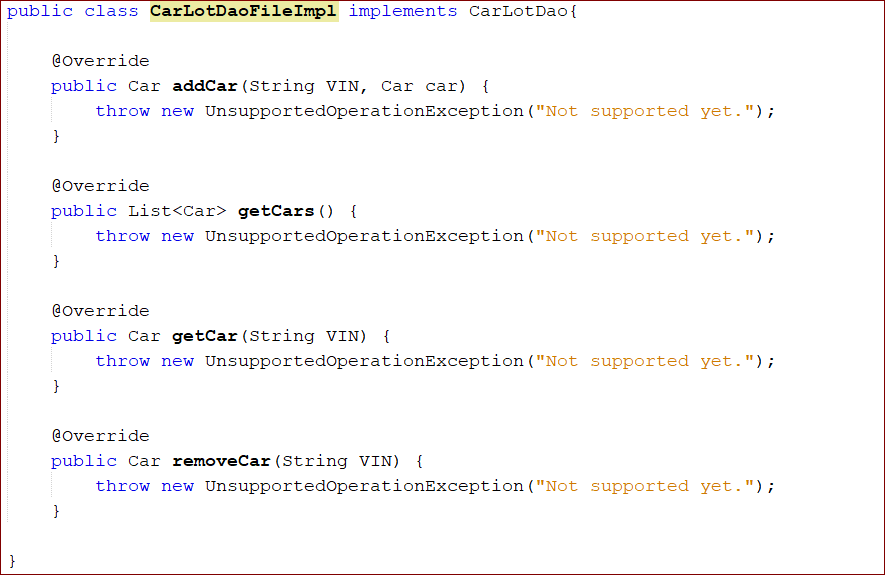 public class CarLotDaoFileImpl implements CarLotDao{
@Override
public Car addCar(String VIN, Car car) {
throw new UnsupportedOperationException("Not supported yet.");
}
@Override
public List<Car> getCars() {
throw new UnsupportedOperationException("Not supported yet.");
}
@Override
public Car getCar(String VIN) {
throw new UnsupportedOperationException("Not supported yet.");
}
@Override
public Car removeCar(String VIN) {
throw new UnsupportedOperationException("Not supported yet.");
}
}